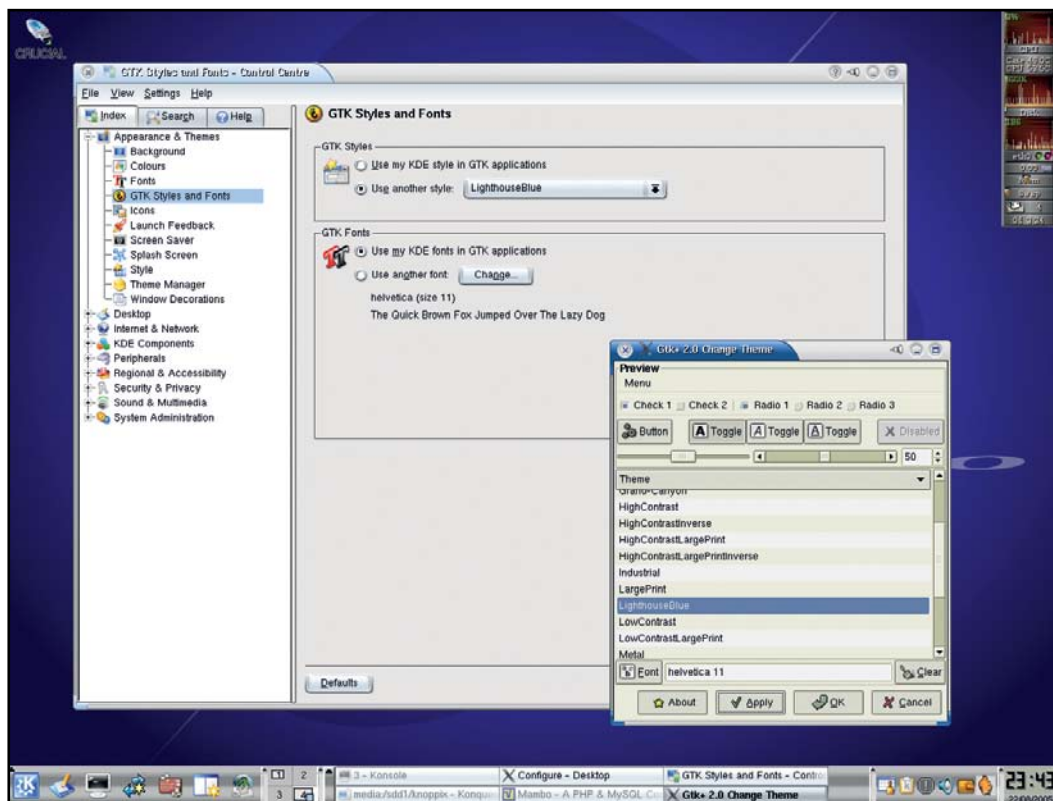 CRUCIAL
GTK Styles and Fonts - Control Centre
File View Settings Help
Index Search Help
Appearance & Themes
Background
Colours
Fonts
GTK Styles and Fonts
Icons
Launch Feedback
Screen Saver
Splash Screen
Style
Theme Manager
Window Decorations
Desktop
Internet & Network
KDE Components
Peripherals
Regional & Accessibility
Security & Privacy
Sound & Multimedia
System Administration
GTK Styles and Fonts
GTK Styles
Use my KDE style in GTK applications
Use another style: LighthouseBlue
GTK Fonts
Use my KDE fonts in GTK applications
Use another font: Change...
helvetica (size 11)
The Quick Brown Fox Jumped Over The Lazy Dog
Defaults
Gtk+ 2.0 Change Theme
Preview
Menu
Check 1 Check 2 Radio 1 Radio 2 Radio 3
Button A Toggle A Toggle A Toggle Disabled
50
Theme
Grand-Canyon
HighContrast
HighContrastInverse
HighContrastLargePrint
HighContrastLargePrintInverse
Industrial
LargePrint
LighthouseBlue
LowContrast
LowContrastLargePrint
Metal
Font helvetica 11 Clear
About Apply OK Cancel
1 2
3 4
3 - Konsole
Configure - Desktop
GTK Styles and Fonts - Contro
media:/sdd1/knoppix - Konque
Mambo - A PHP & MySQL C
Gtk+ 2.0 Change Theme
23:43